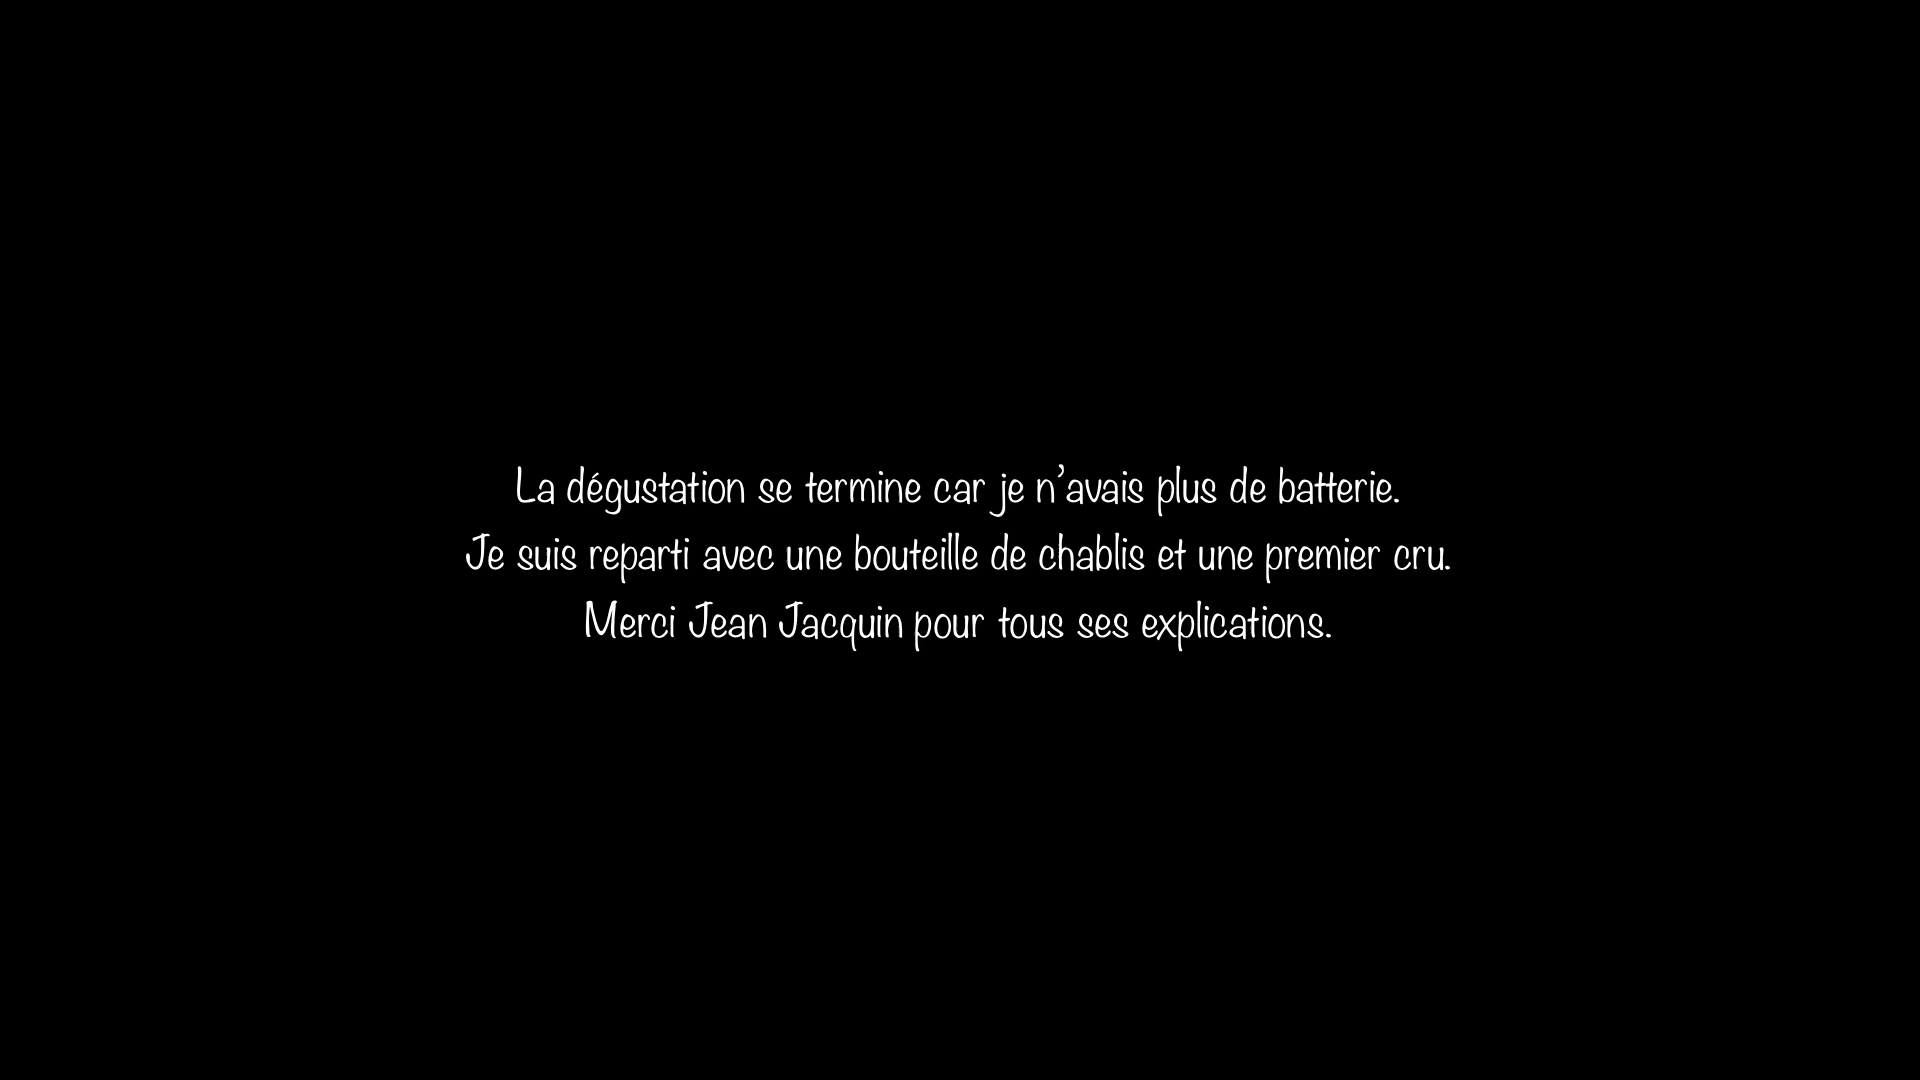 La dégustation se termine car je n’avais plus de batterie.
Je suis reparti avec une bouteille de chablis et une premier cru.
Merci Jean Jacquin pour tous ses explications.